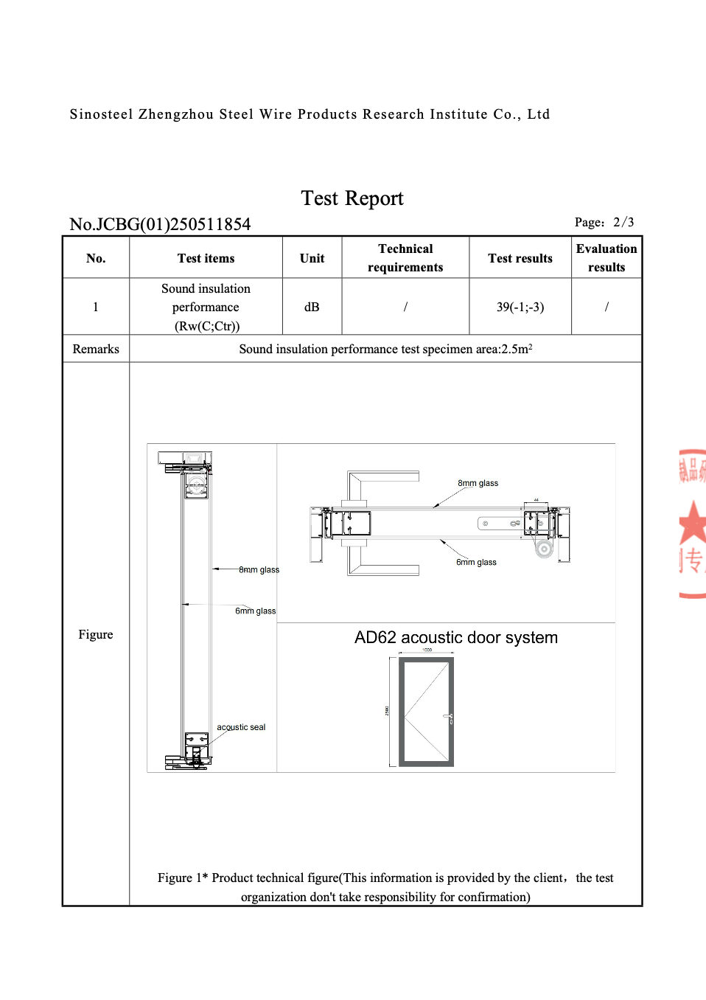 Sinosteel Zhengzhou Steel Wire Products Research Institute Co., Ltd
Test Report
No.JCBG(01)250511854
Page: 2/3
No.
Test items
Unit
Technical
requirements
Test results
Evaluation
results
1
Sound insulation
performance
(Rw(C;Ctr))
dB
/
39(-1;-3)
/
Remarks
Sound insulation performance test specimen area:2.5m²
Figure
8mm glass
6mm glass
acoustic seal
8mm glass
44
62
6mm glass
AD62 acoustic door system
1000
2500
Figure 1* Product technical figure(This information is provided by the client，the test
organization don't take responsibility for confirmation)
品
专